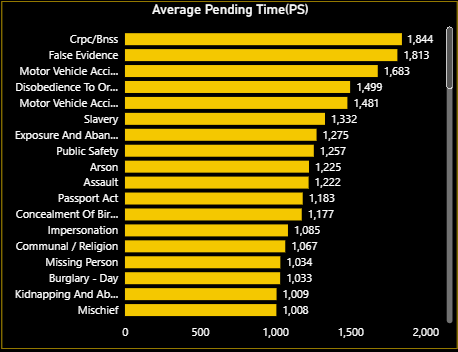 Average Pending Time(PS)
Crpc/Bnss 1,844
False Evidence 1,813
Motor Vehicle Acci... 1,683
Disobedience To Or... 1,499
Motor Vehicle Acci... 1,481
Slavery 1,332
Exposure And Aban... 1,275
Public Safety 1,257
Arson 1,225
Assault 1,222
Passport Act 1,183
Concealment Of Bir... 1,177
Impersonation 1,085
Communal / Religion 1,067
Missing Person 1,034
Burglary - Day 1,033
Kidnapping And Ab... 1,009
Mischief 1,008
0 500 1,000 1,500 2,000